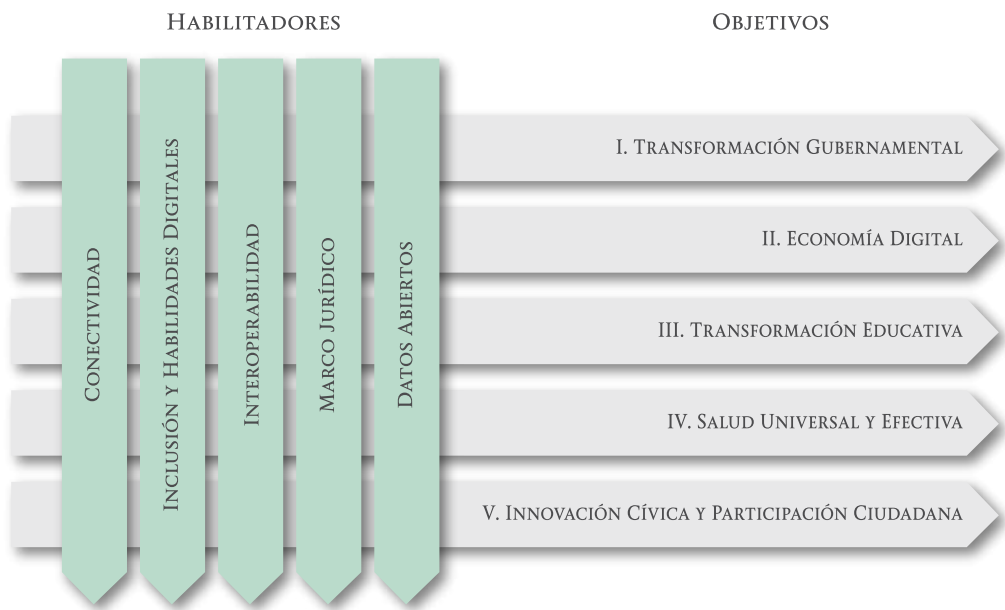 Habilitadores
Objetivos
Conectividad
Inclusión y Habilidades Digitales
Interoperabilidad
Marco Jurídico
Datos Abiertos
I. Transformación Gubernamental
II. Economía Digital
III. Transformación Educativa
IV. Salud Universal y Efectiva
V. Innovación Cívica y Participación Ciudadana